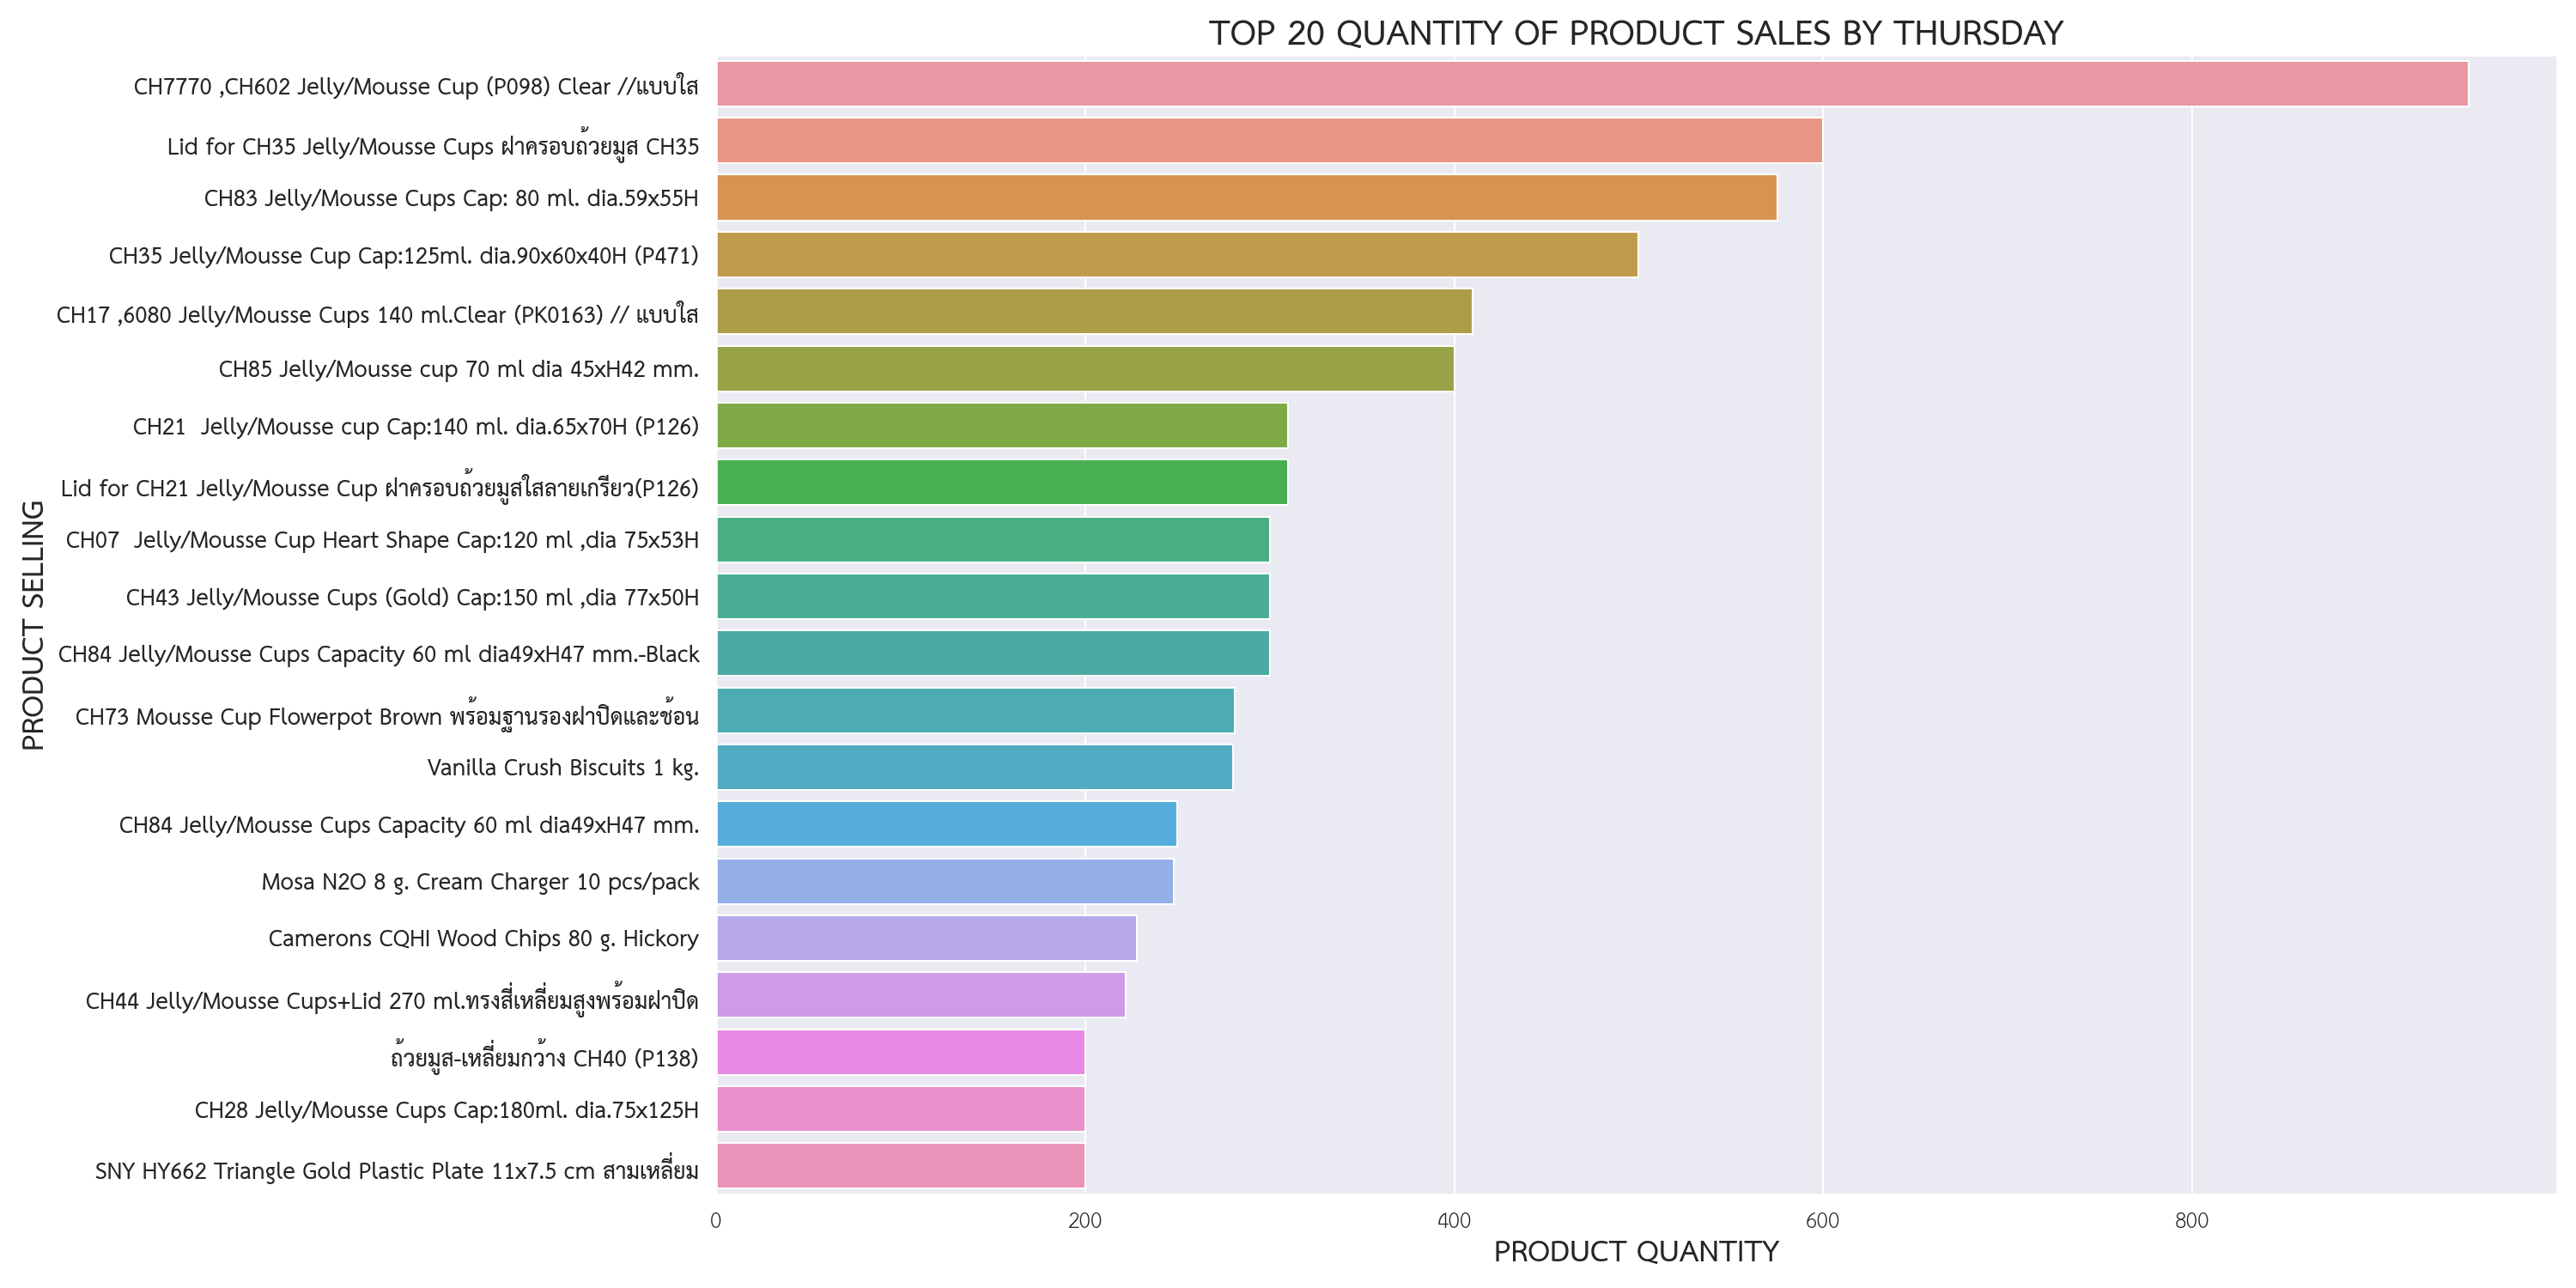 TOP 20 QUANTITY OF PRODUCT SALES BY THURSDAY
PRODUCT SELLING
CH7770 ,CH602 Jelly/Mousse Cup (P098) Clear //แบบใส
Lid for CH35 Jelly/Mousse Cups ฝาครอบถ้วยมูส CH35
CH83 Jelly/Mousse Cups Cap: 80 ml. dia.59x55H
CH35 Jelly/Mousse Cup Cap:125ml. dia.90x60x40H (P471)
CH17 ,6080 Jelly/Mousse Cups 140 ml.Clear (PK0163) // แบบใส
CH85 Jelly/Mousse cup 70 ml dia 45xH42 mm.
CH21  Jelly/Mousse cup Cap:140 ml. dia.65x70H (P126)
Lid for CH21 Jelly/Mousse Cup ฝาครอบถ้วยมูสใสลายเกรียว(P126)
CH07  Jelly/Mousse Cup Heart Shape Cap:120 ml ,dia 75x53H
CH43 Jelly/Mousse Cups (Gold) Cap:150 ml ,dia 77x50H
CH84 Jelly/Mousse Cups Capacity 60 ml dia49xH47 mm.-Black
CH73 Mousse Cup Flowerpot Brown พร้อมฐานรองฝาปิดและช้อน
Vanilla Crush Biscuits 1 kg.
CH84 Jelly/Mousse Cups Capacity 60 ml dia49xH47 mm.
Mosa N2O 8 g. Cream Charger 10 pcs/pack
Camerons CQHI Wood Chips 80 g. Hickory
CH44 Jelly/Mousse Cups+Lid 270 ml.ทรงสี่เหลี่ยมสูงพร้อมฝาปิด
ถ้วยมูส-เหลี่ยมกว้าง CH40 (P138)
CH28 Jelly/Mousse Cups Cap:180ml. dia.75x125H
SNY HY662 Triangle Gold Plastic Plate 11x7.5 cm สามเหลี่ยม
0 200 400 600 800
PRODUCT QUANTITY